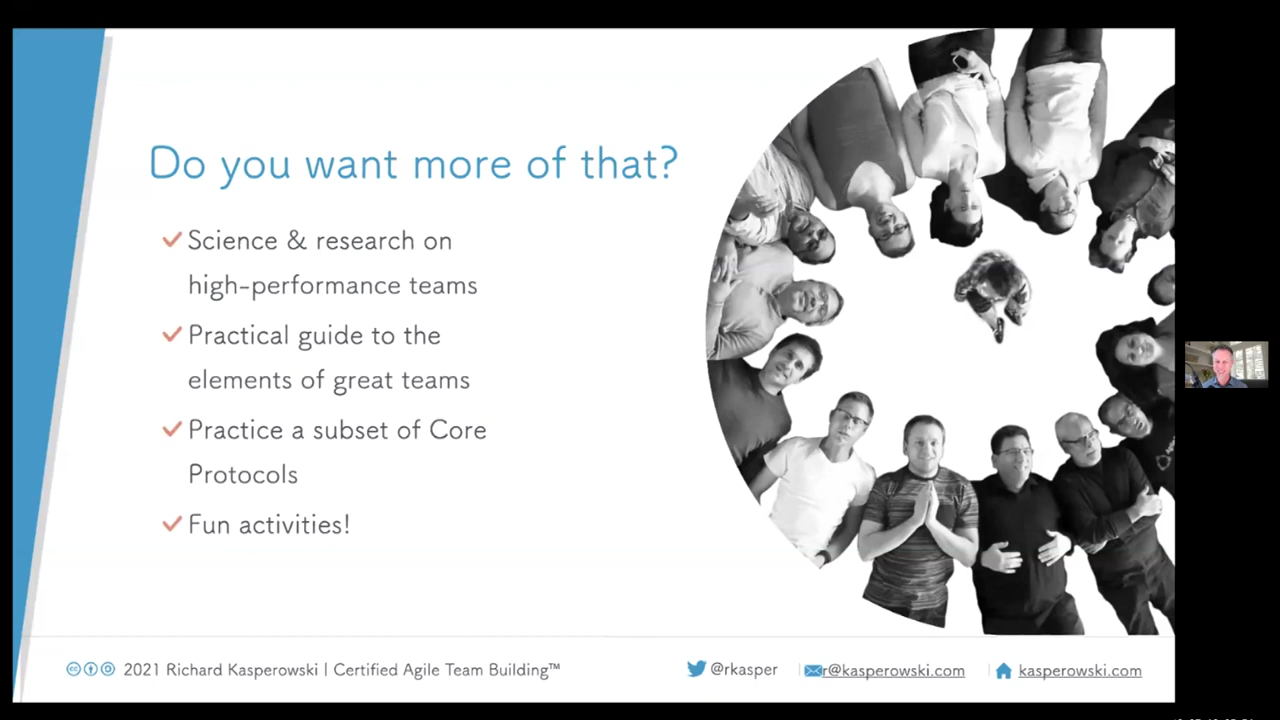 Do you want more of that?
Science & research on
high-performance teams
Practical guide to the
elements of great teams
Practice a subset of Core
Protocols
Fun activities!
2021 Richard Kasperowski | Certified Agile Team Building™
@rkasper
r@kasperowski.com
kasperowski.com